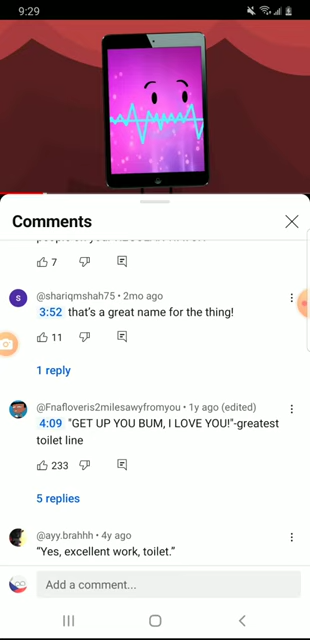 9:29
Comments
7
@shariqmshah75 • 2mo ago
3:52 that's a great name for the thing!
11
1 reply
@Fnafloveris2milesawyfromyou • 1y ago (edited)
4:09 "GET UP YOU BUM, I LOVE YOU!"-greatest
toilet line
233
5 replies
@ayy.brahhh • 4y ago
“Yes, excellent work, toilet.”
Add a comment...